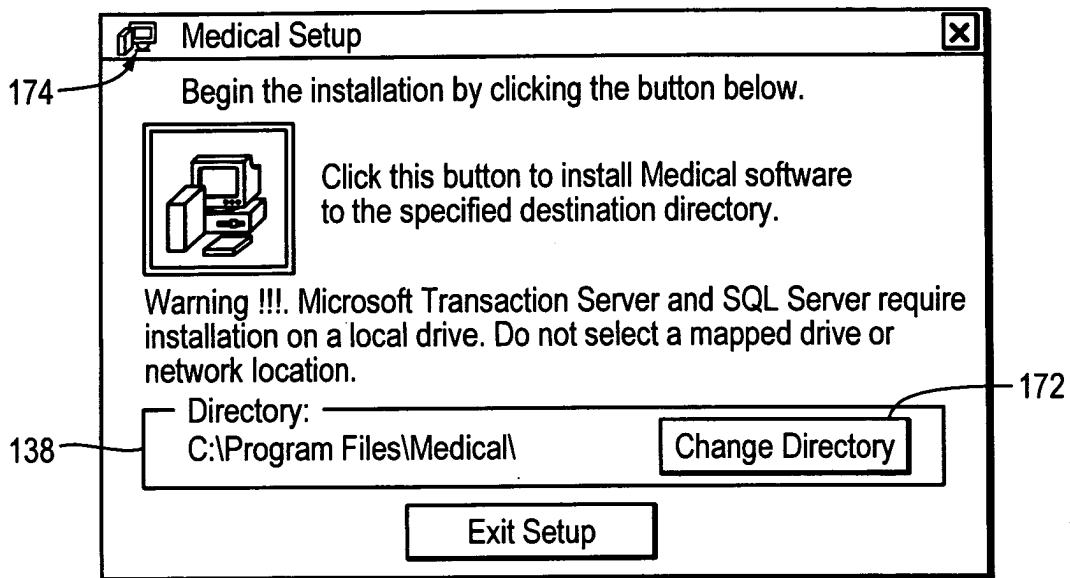 Medical Setup
174
Begin the installation by clicking the button below.
Click this button to install Medical software
to the specified destination directory.
Warning !!!. Microsoft Transaction Server and SQL Server require
installation on a local drive. Do not select a mapped drive or
network location.
172
Directory:
138
C:\Program Files\Medical\
Change Directory
Exit Setup